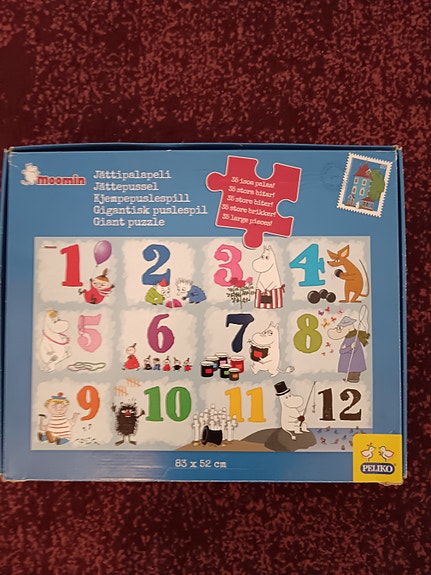 moomin
Jättipalapeli
Jättepussel
Kjempepuslespill
Gigantisk puslespil
Giant puzzle
35 isoa palaa!
35 stora bitar!
35 store biter!
35 store brikker!
35 large pieces!
1 2 3 4
5 6 7 8
9 10 11 12
83 x 52 cm
PELIKO